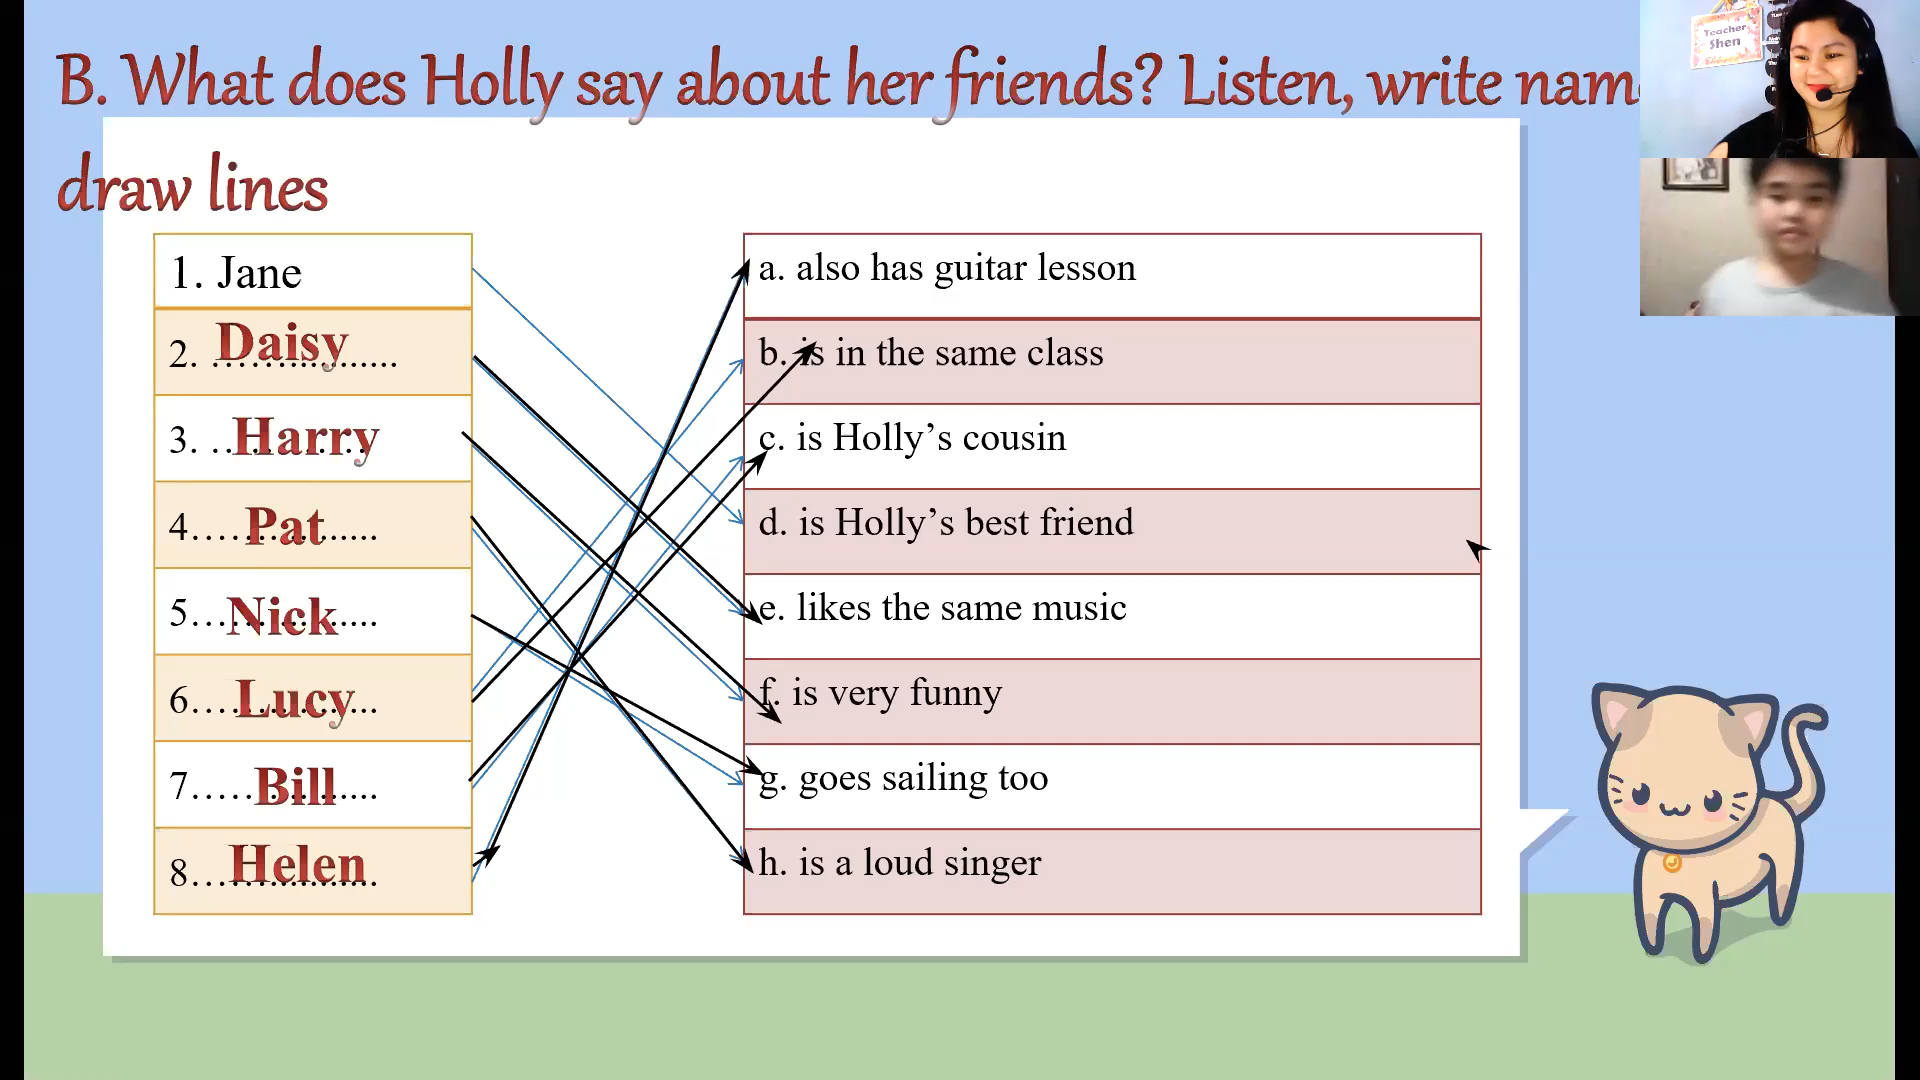 B. What does Holly say about her friends? Listen, write nam
draw lines
Teacher
Shen
1. Jane
2. Daisy
3. Harry
4. Pat
5. Nick
6. Lucy
7. Bill
8. Helen
a. also has guitar lesson
b. is in the same class
c. is Holly's cousin
d. is Holly's best friend
e. likes the same music
f. is very funny
g. goes sailing too
h. is a loud singer